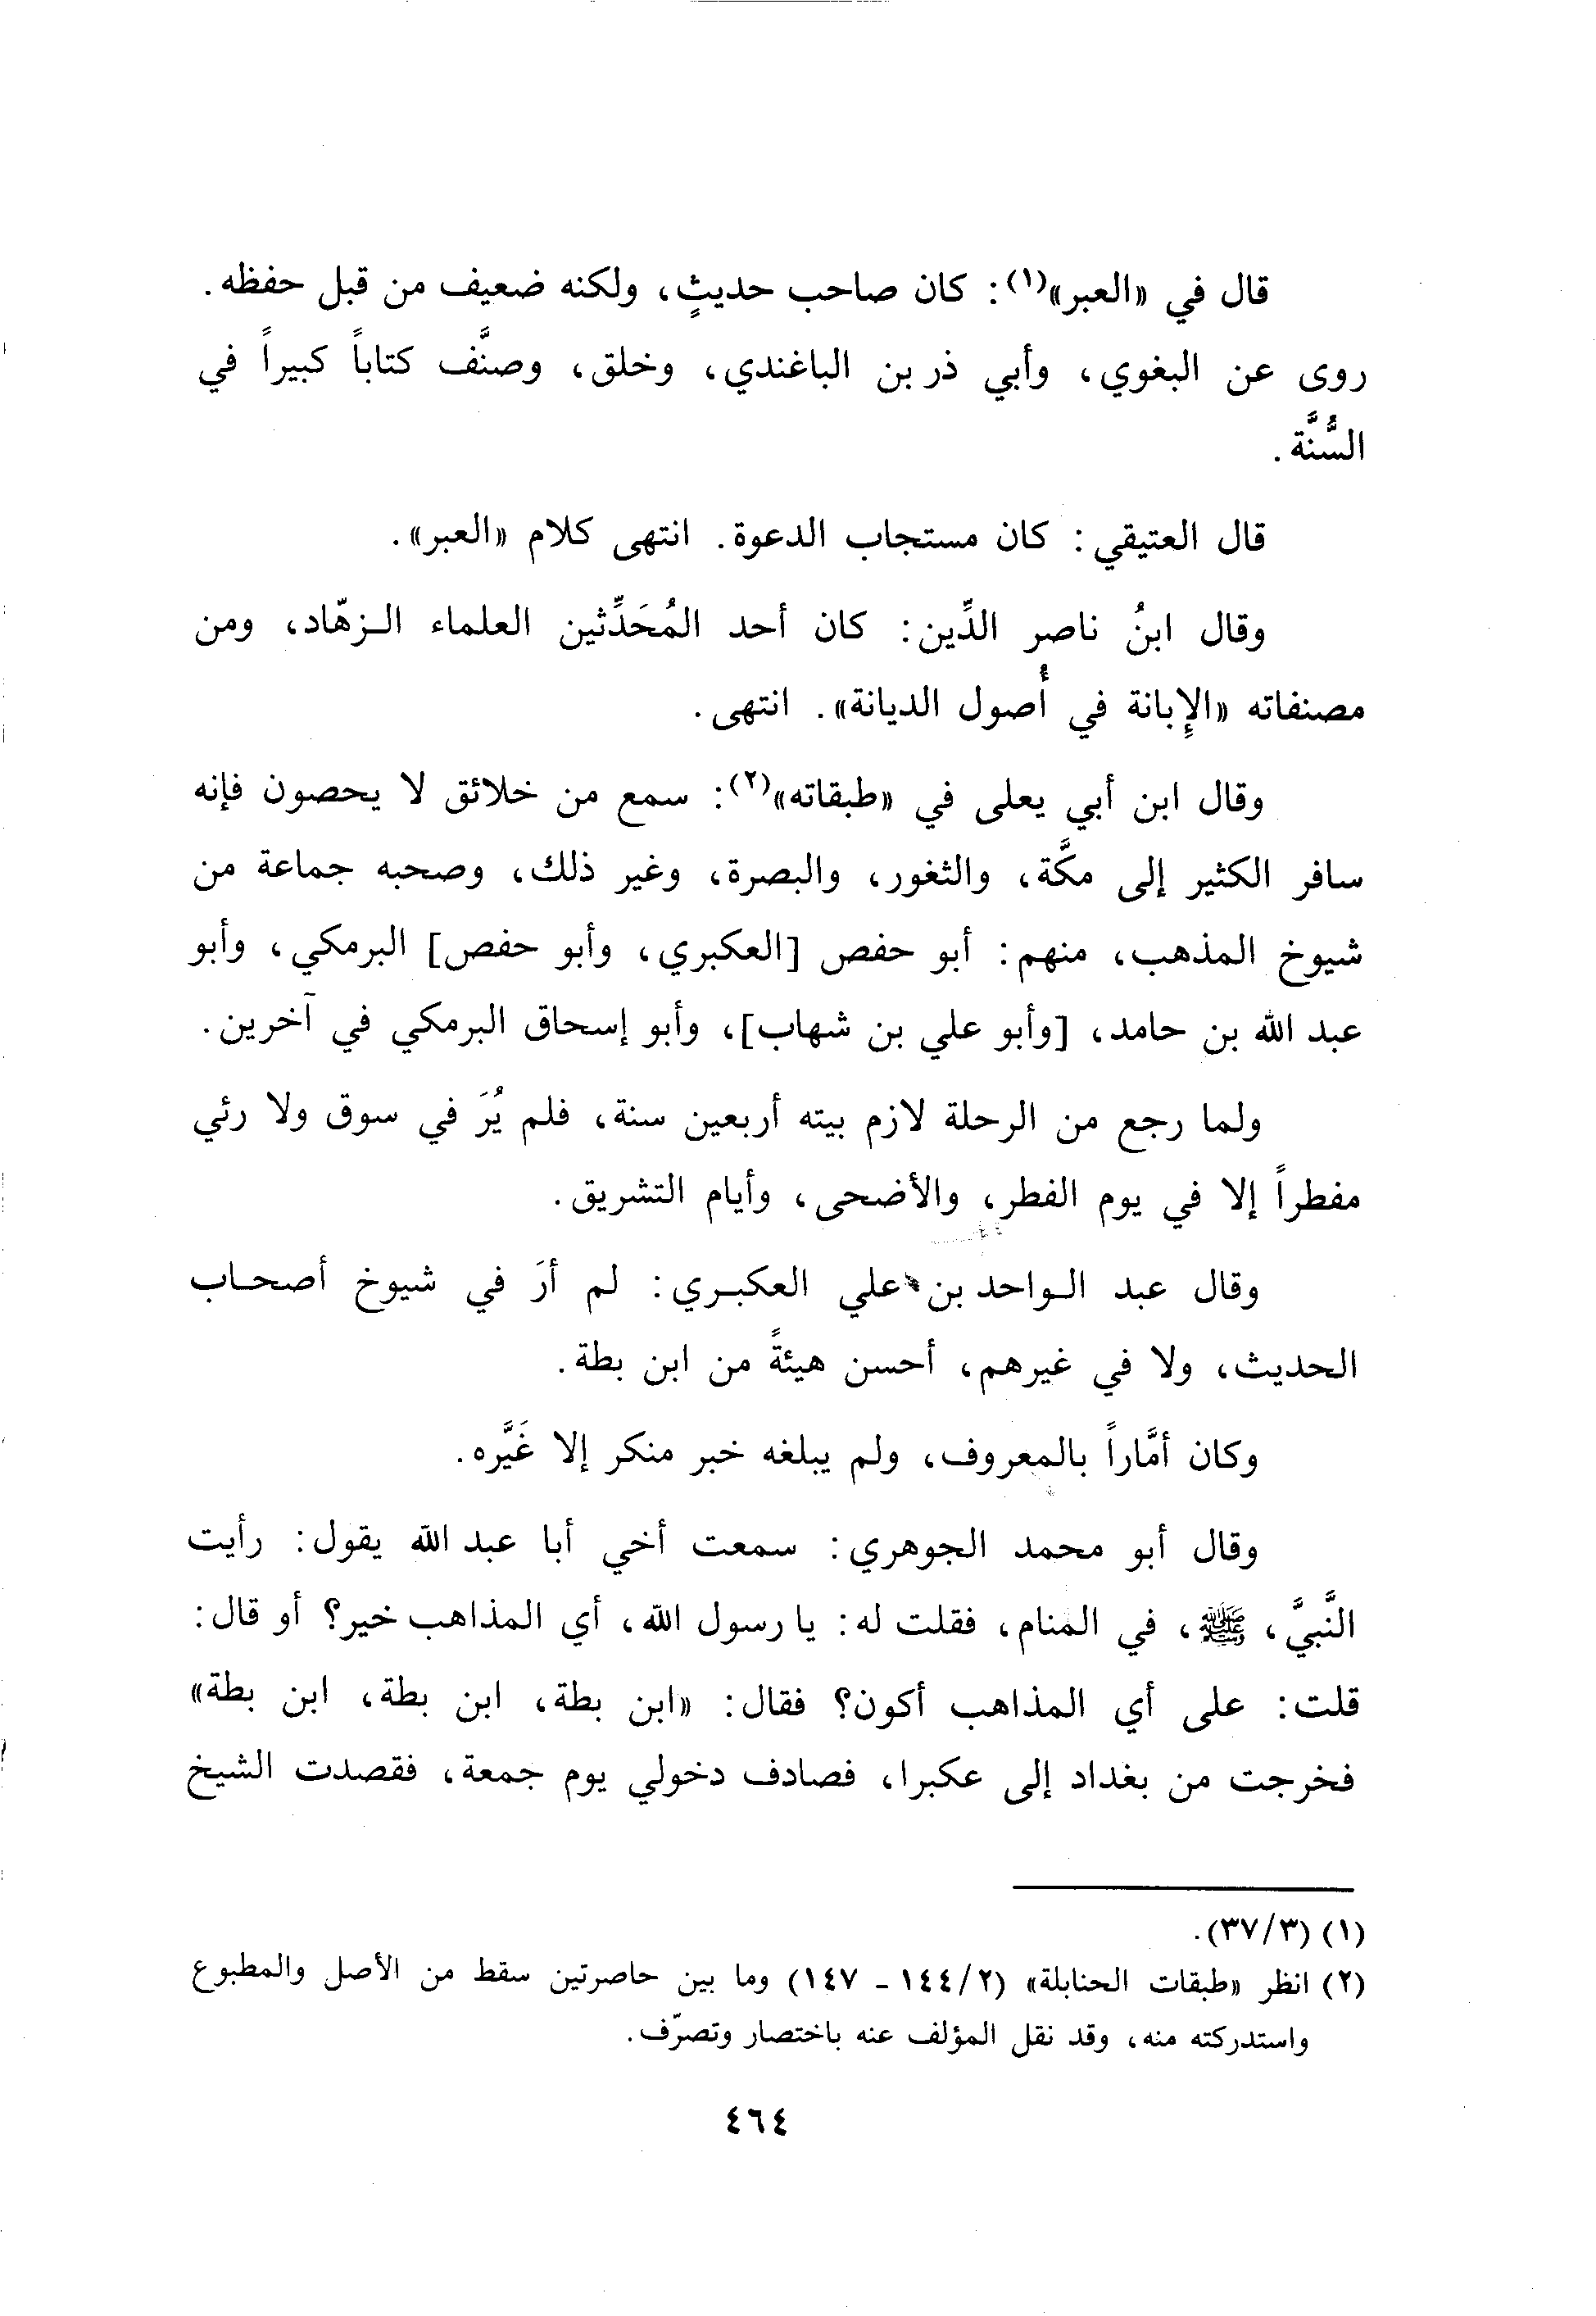 قال في «العبر»(١): كان صاحب حديثٍ، ولكنه ضعيف من قبل حفظه.
روى عن البغوي، وأبي ذر بن الباغندي، وخلق، وصنَّف كتاباً كبيراً في
السُّنَّة.
قال العتيقي: كان مستجاب الدعوة. انتهى كلام «العبر».
وقال ابنُ ناصر الدِّين: كان أحد المُحَدِّثين العلماء الـزهّاد، ومن
مصنفاته «الإِبانة في أُصول الديانة». انتهى.
وقال ابن أبي يعلى في «طبقاته»(٢): سمع من خلائق لا يحصون فإنه
سافر الكثير إلى مكَّة، والثغور، والبصرة، وغير ذلك، وصحبه جماعة من
شيوخ المذهب، منهم: أبو حفص [العكبري، وأبو حفص] البرمكي، وأبو
عبد الله بن حامد، [وأبو علي بن شهاب]، وأبو إسحاق البرمكي في آخرين.
ولما رجع من الرحلة لازم بيته أربعين سنة، فلم يُرَ في سوق ولا رئي
مفطراً إلا في يوم الفطر، والأضحى، وأيام التشريق.
وقال عبد الـواحد بن علي العكبـري: لم أرَ في شيوخ أصحـاب
الحديث، ولا في غيرهم، أحسن هيئةً من ابن بطة.
وكان أمَّاراً بالمعروف، ولم يبلغه خبر منكر إلا غَيَّره.
وقال أبو محمد الجوهري: سمعت أخي أبا عبد الله يقول: رأيت
النَّبيَّ، ﷺ، في المنام، فقلت له: يا رسول الله، أي المذاهب خير؟ أو قال:
قلت: على أي المذاهب أكون؟ فقال: «ابن بطة، ابن بطة، ابن بطة»
فخرجت من بغداد إلى عكبرا، فصادف دخولي يوم جمعة، فقصدت الشيخ
(١) (٣٧/٣).
(٢) انظر «طبقات الحنابلة» (١٤٤/٢ - ١٤٧) وما بين حاصرتين سقط من الأصل والمطبوع
واستدركته منه، وقد نقل المؤلف عنه باختصار وتصرّف.
٤٦٤